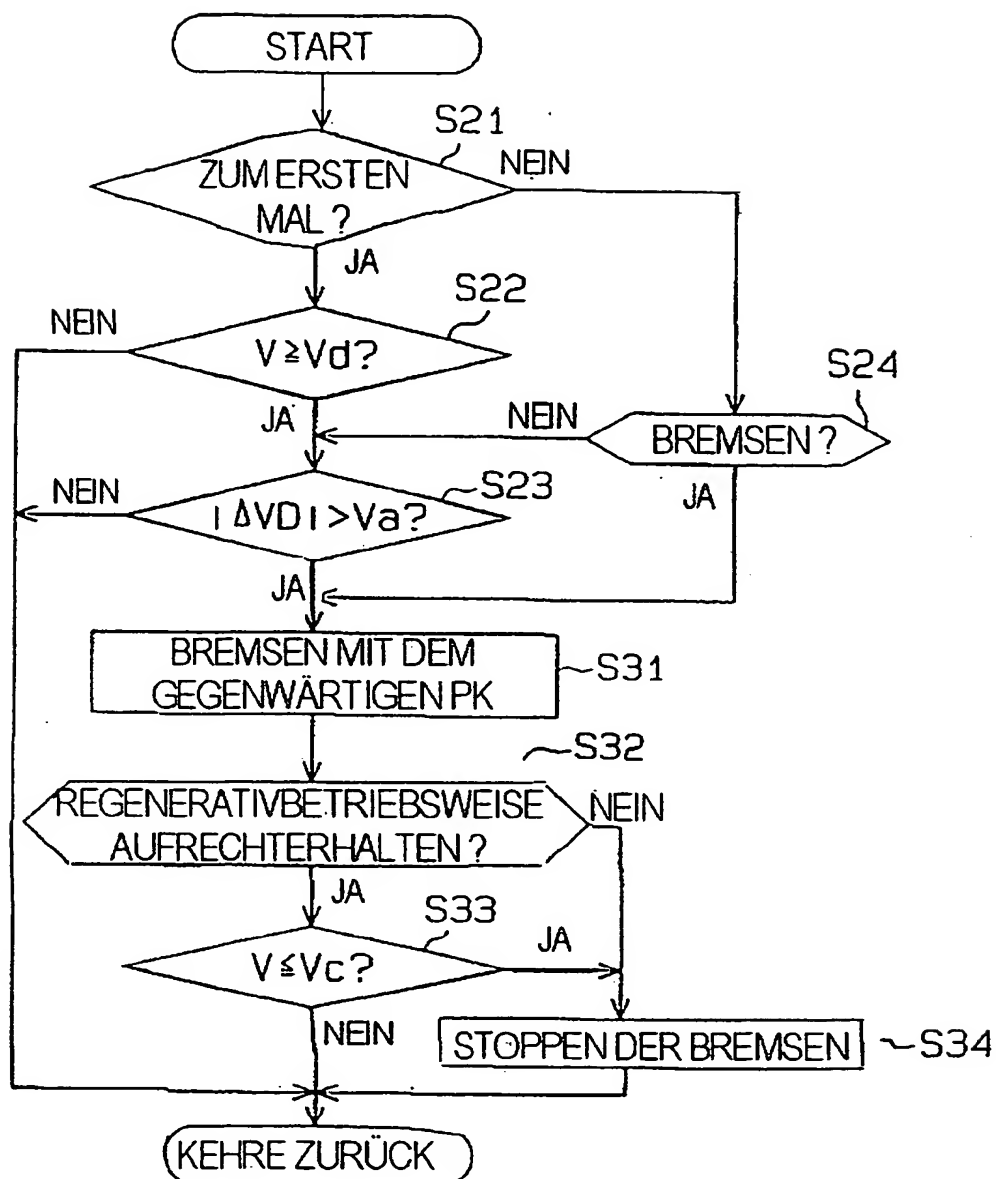 START
S21
ZUM ERSTEN
MAL?
NEIN
JA
S22
NEIN
V≧Vd?
S24
JA
NEIN
BREMSEN?
S23
NEIN
JA
|ΔVD|>Va?
JA
BREMSEN MIT DEM
GEGENWÄRTIGEN PK
S31
S32
REGENERATIVBETRIEBSWEISE
AUFRECHTERHALTEN?
NEIN
JA
S33
JA
V≦Vc?
NEIN
STOPPEN DER BREMSEN
S34
KEHRE ZURÜCK